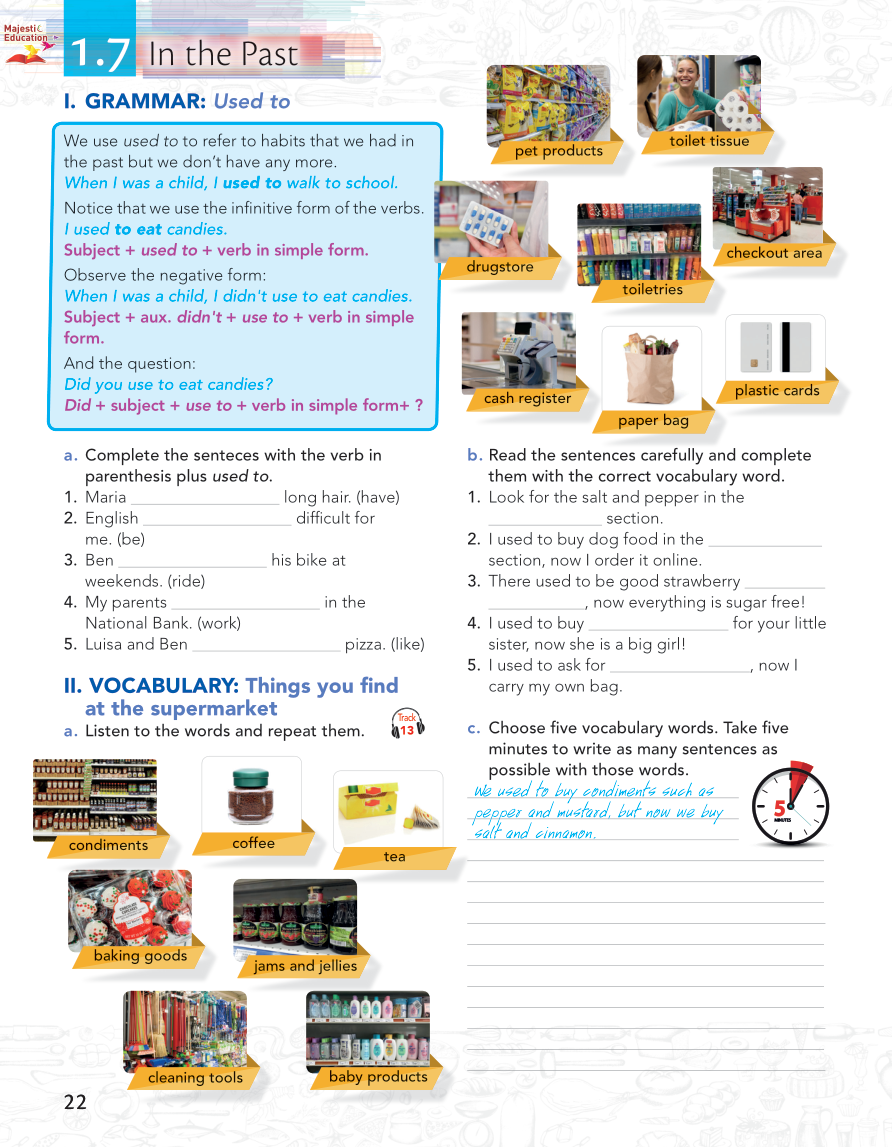 Majestic
Education
1.7 In the Past
I. GRAMMAR: Used to
We use used to to refer to habits that we had in
the past but we don't have any more.
When I was a child, I used to walk to school.
Notice that we use the infinitive form of the verbs.
I used to eat candies.
Subject + used to + verb in simple form.
Observe the negative form:
When I was a child, I didn't use to eat candies.
Subject + aux. didn't + use to + verb in simple
form.
And the question:
Did you use to eat candies?
Did + subject + use to + verb in simple form+ ?
pet products
toilet tissue
drugstore
toiletries
checkout area
cash register
paper bag
plastic cards
a. Complete the senteces with the verb in
parenthesis plus used to.
1. Maria ____ long hair. (have)
2. English ____ difficult for
me. (be)
3. Ben ____ his bike at
weekends. (ride)
4. My parents ____ in the
National Bank. (work)
5. Luisa and Ben ____ pizza. (like)
II. VOCABULARY: Things you find
at the supermarket
a. Listen to the words and repeat them.
Track
13
condiments
coffee
tea
baking goods
jams and jellies
cleaning tools
baby products
b. Read the sentences carefully and complete
them with the correct vocabulary word.
1. Look for the salt and pepper in the
____ section.
2. I used to buy dog food in the ____
section, now I order it online.
3. There used to be good strawberry ____
____, now everything is sugar free!
4. I used to buy ____ for your little
sister, now she is a big girl!
5. I used to ask for ____, now I
carry my own bag.
c. Choose five vocabulary words. Take five
minutes to write as many sentences as
possible with those words.
We used to buy condiments such as
pepper and mustard, but now we buy
salt and cinnamon.
5
MINUTES
22